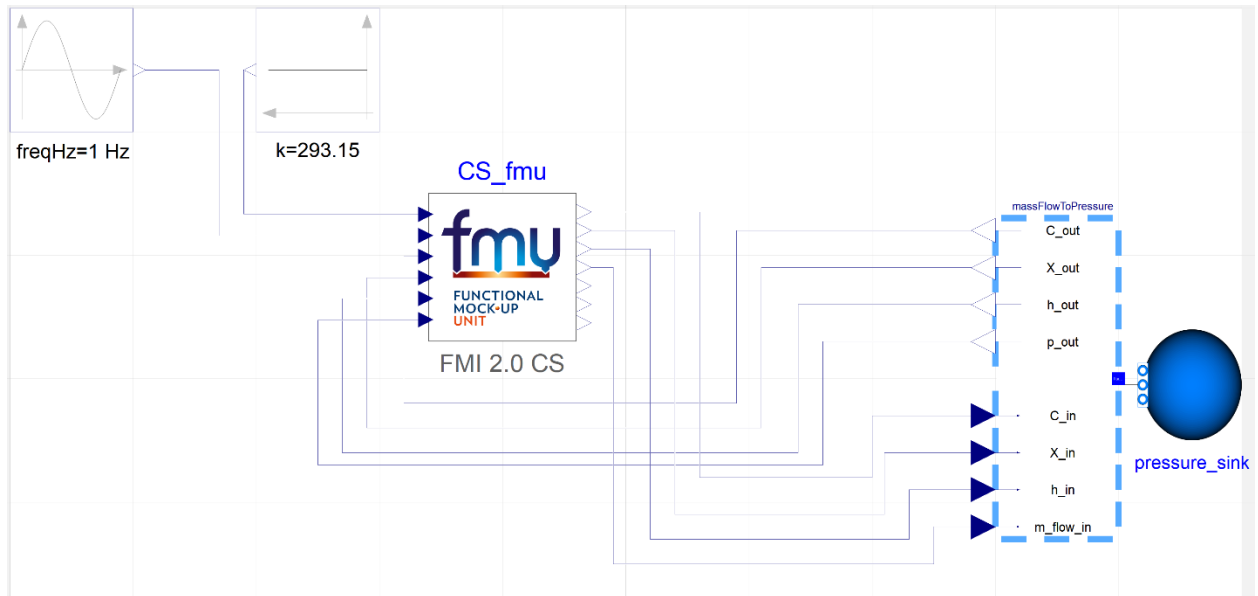 freqHz=1 Hz
k=293.15
CS_fmu
fmu
FUNCTIONAL
MOCK-UP
UNIT
FMI 2.0 CS
massFlowToPressure
C_out
X_out
h_out
p_out
C_in
X_in
h_in
m_flow_in
pressure_sink